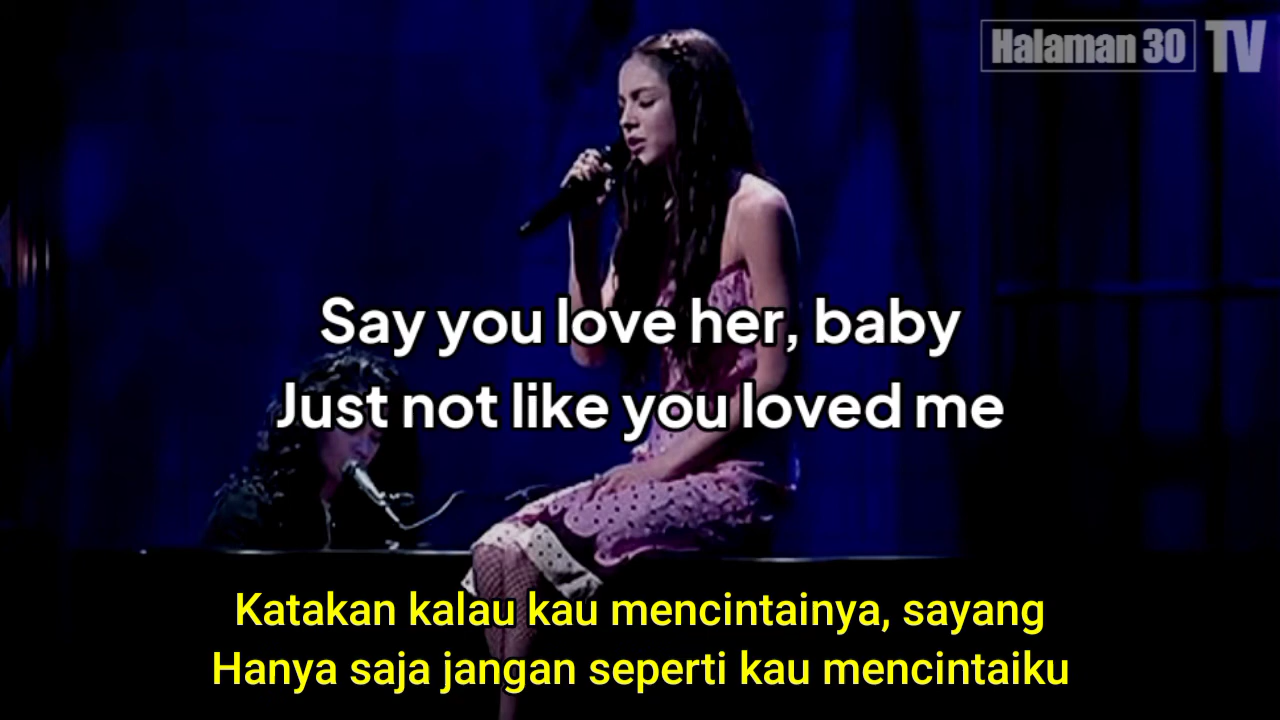 Halaman 30 TV
Say you love her, baby
Just not like you loved me
Katakan kalau kau mencintainya, sayang
Hanya saja jangan seperti kau mencintaiku